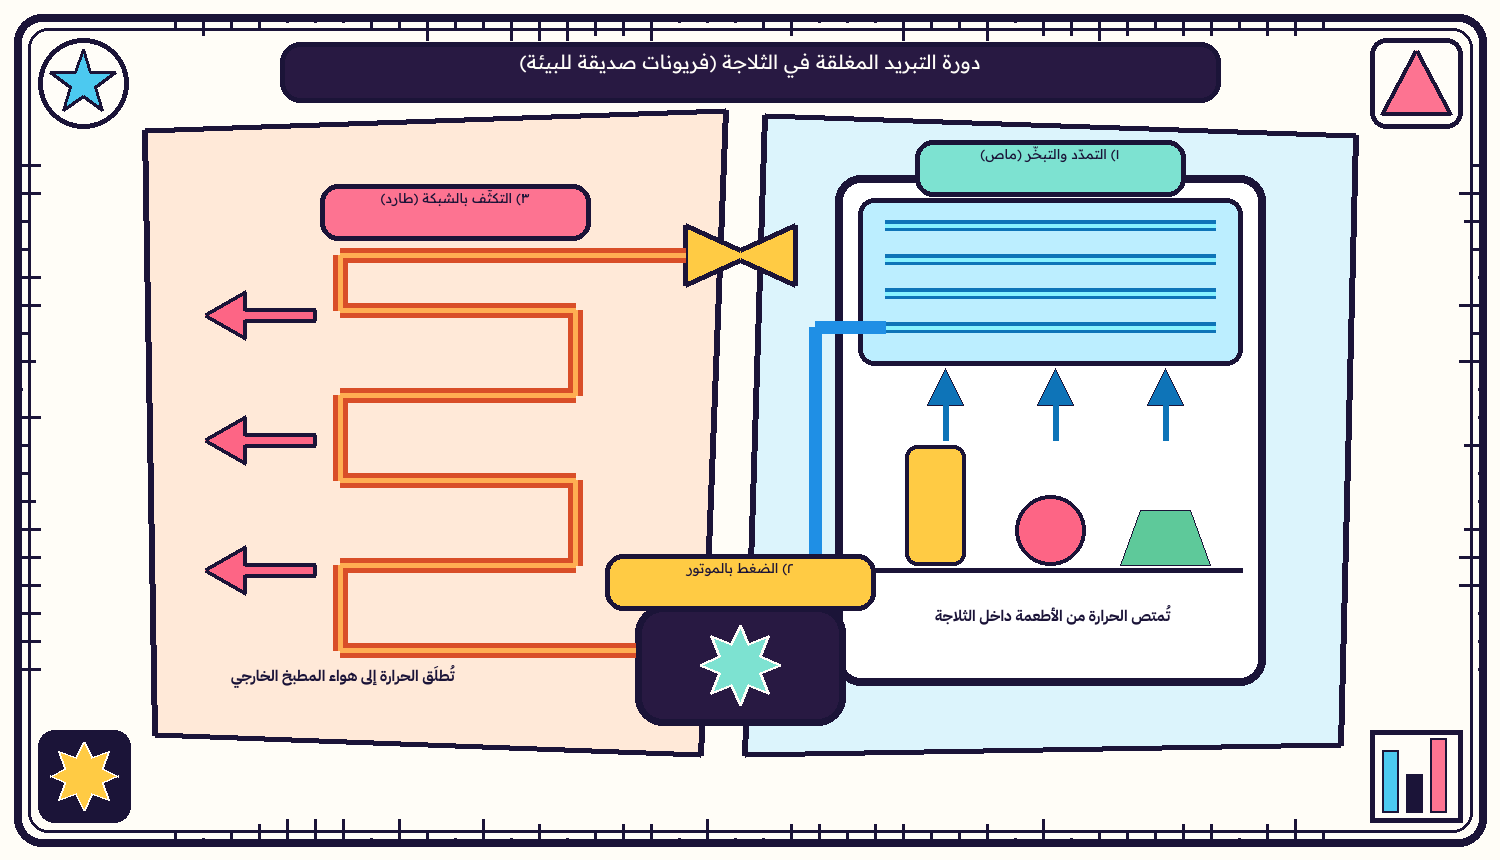 دورة التبريد المغلقة في الثلاجة (فريونات صديقة للبيئة)
١) التمدّد والتبخّر (ماص)
٣) التكثّف بالشبكة (طارد)
٢) الضغط بالموتور
تُمتص الحرارة من الأطعمة داخل الثلاجة
تُطلَق الحرارة إلى هواء المطبخ الخارجي